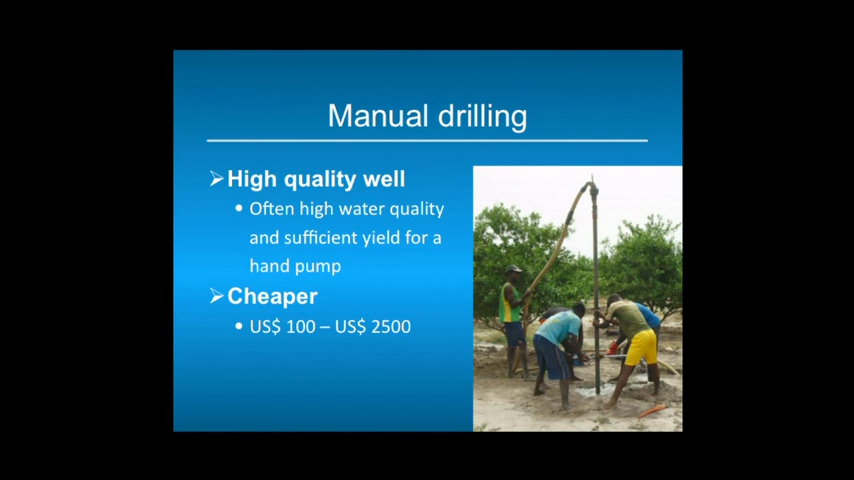 Manual drilling
➢High quality well
• Often high water quality
and sufficient yield for a
hand pump
➢Cheaper
• US$ 100 – US$ 2500